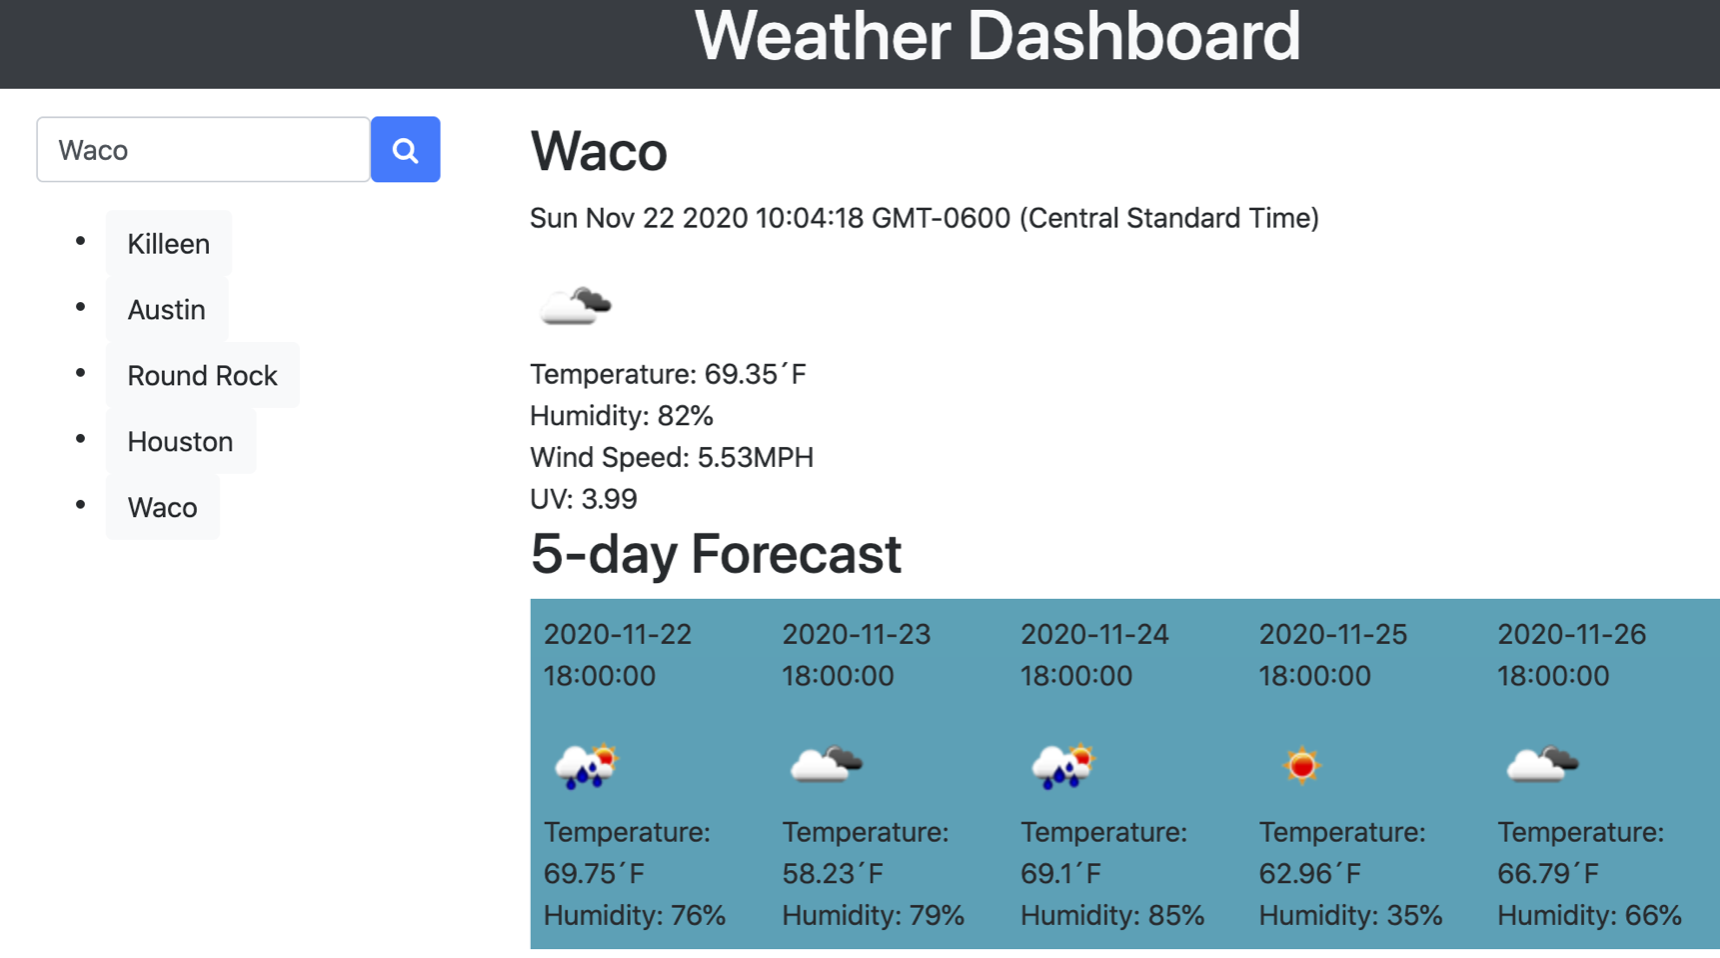 Weather Dashboard
Waco
Killeen
Austin
Round Rock
Houston
Waco
Waco
Sun Nov 22 2020 10:04:18 GMT-0600 (Central Standard Time)
Temperature: 69.35´F
Humidity: 82%
Wind Speed: 5.53MPH
UV: 3.99
5-day Forecast
2020-11-22
18:00:00
Temperature:
69.75´F
Humidity: 76%
2020-11-23
18:00:00
Temperature:
58.23´F
Humidity: 79%
2020-11-24
18:00:00
Temperature:
69.1´F
Humidity: 85%
2020-11-25
18:00:00
Temperature:
62.96´F
Humidity: 35%
2020-11-26
18:00:00
Temperature:
66.79´F
Humidity: 66%